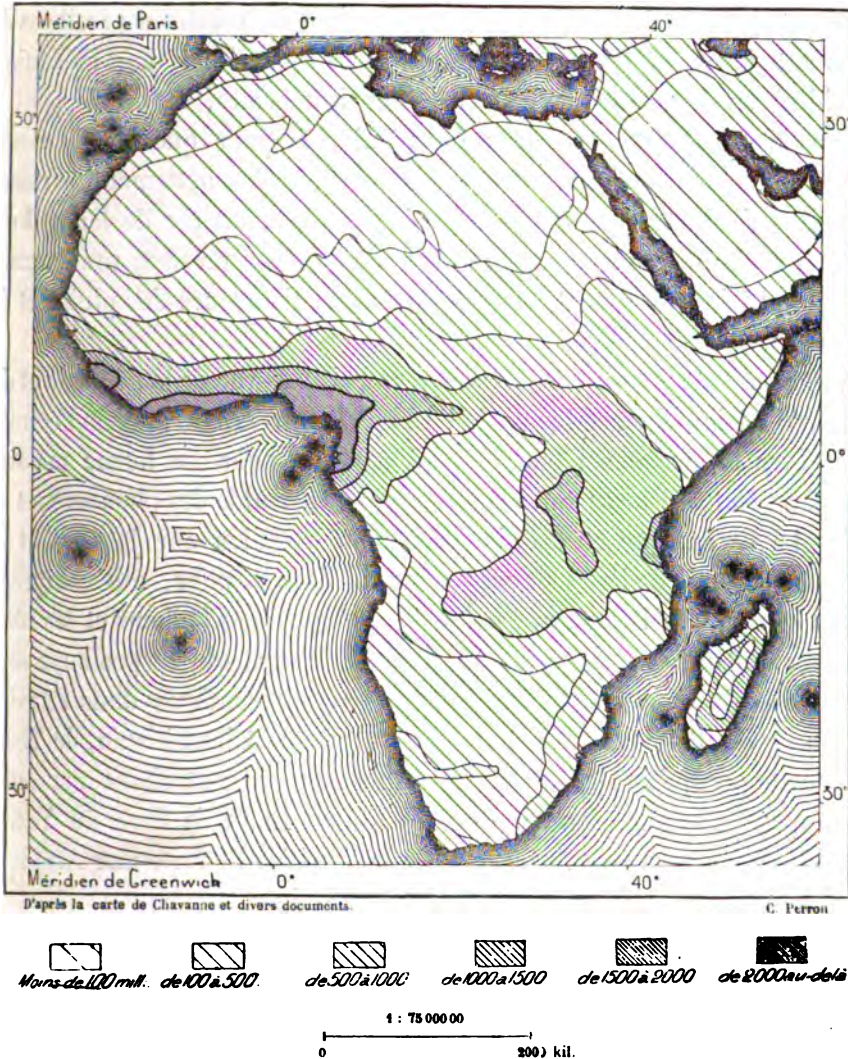 Méridien de Paris 0° 40°
30° 30°
0 0°
30° 30°
Méridien de Greenwich 0° 40°
D'après la carte de Chavanne et divers documents. C. Perron
Moins de 100 mill. de 100 à 500. de 500 à 1000 de 1000 a 1500 de 1500 à 2000 de 2000 au-delà
1 : 75 000 00
0 2000 kil.